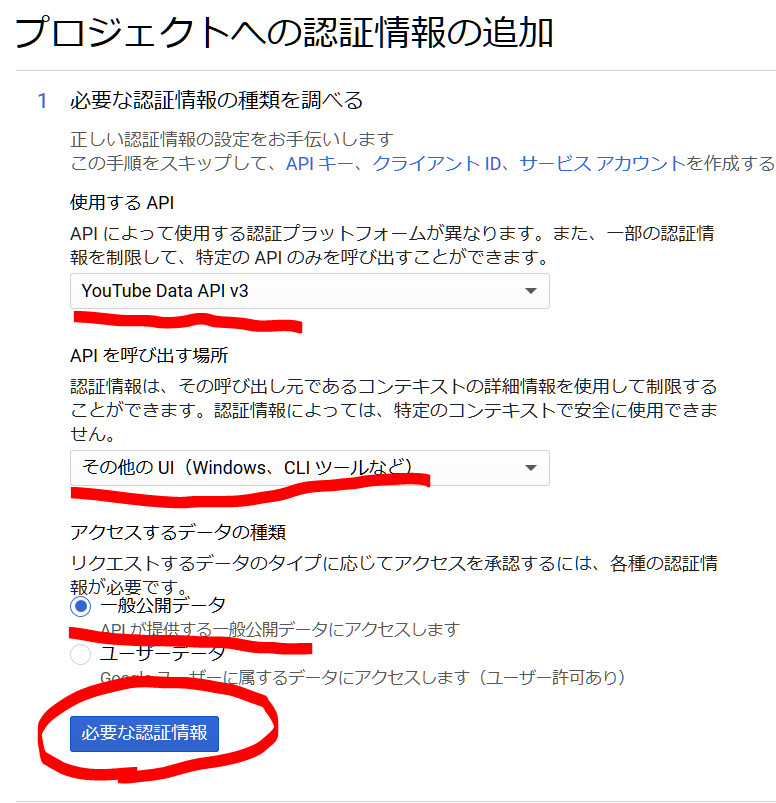 プロジェクトへの認証情報の追加
1 必要な認証情報の種類を調べる
正しい認証情報の設定をお手伝いします
この手順をスキップして、API キー、クライアント ID、サービス アカウントを作成する
使用する API
API によって使用する認証プラットフォームが異なります。また、一部の認証情
報を制限して、特定の API のみを呼び出すことができます。
YouTube Data API v3
API を呼び出す場所
認証情報は、その呼び出し元であるコンテキストの詳細情報を使用して制限する
ことができます。認証情報によっては、特定のコンテキストで安全に使用できま
せん。
その他の UI（Windows、CLI ツールなど）
アクセスするデータの種類
リクエストするデータのタイプに応じてアクセスを承認するには、各種の認証情
報が必要です。
一般公開データ
API が提供する一般公開データにアクセスします
ユーザーデータ
Google ユーザーに属するデータにアクセスします（ユーザー許可あり）
必要な認証情報